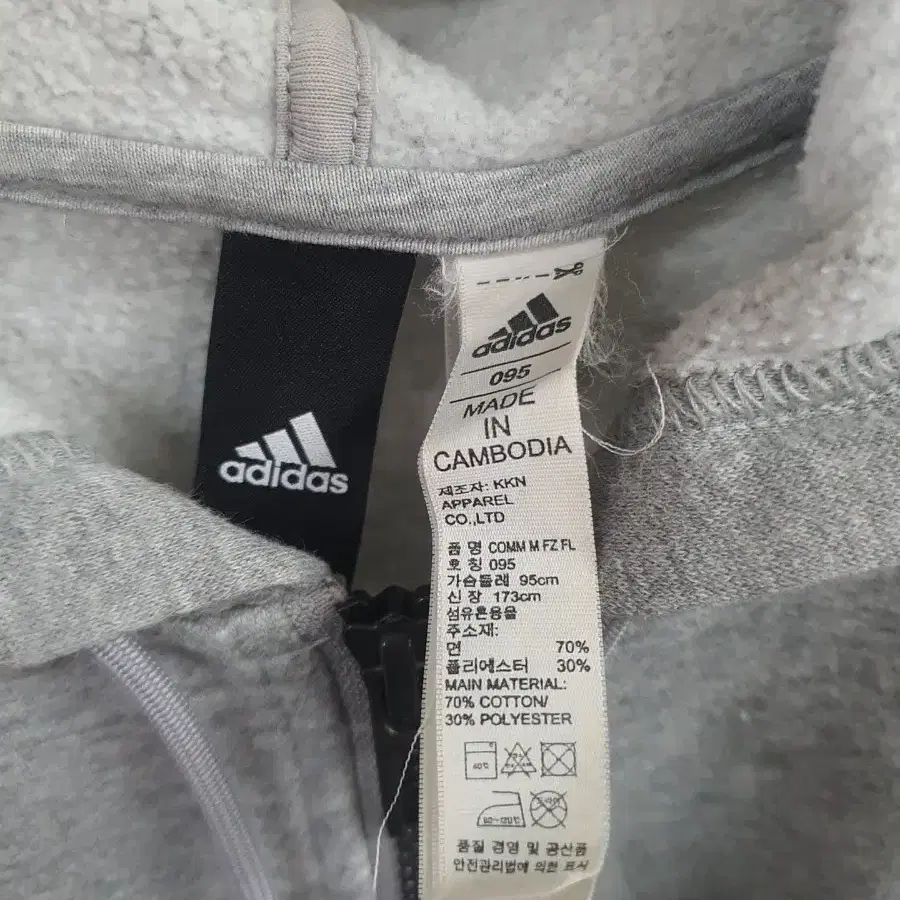 adidas
adidas
095
MADE
IN
CAMBODIA
제조자: KKN
APPAREL
CO.,LTD
품 명 COMM M FZ FL
호 칭 095
가슴둘레 95cm
신 장 173cm
섬유혼용율
주소재:
면 70%
폴리에스터 30%
MAIN MATERIAL:
70% COTTON/
30% POLYESTER
품질 경영 및 공산품
안전관리법에 의한 표시